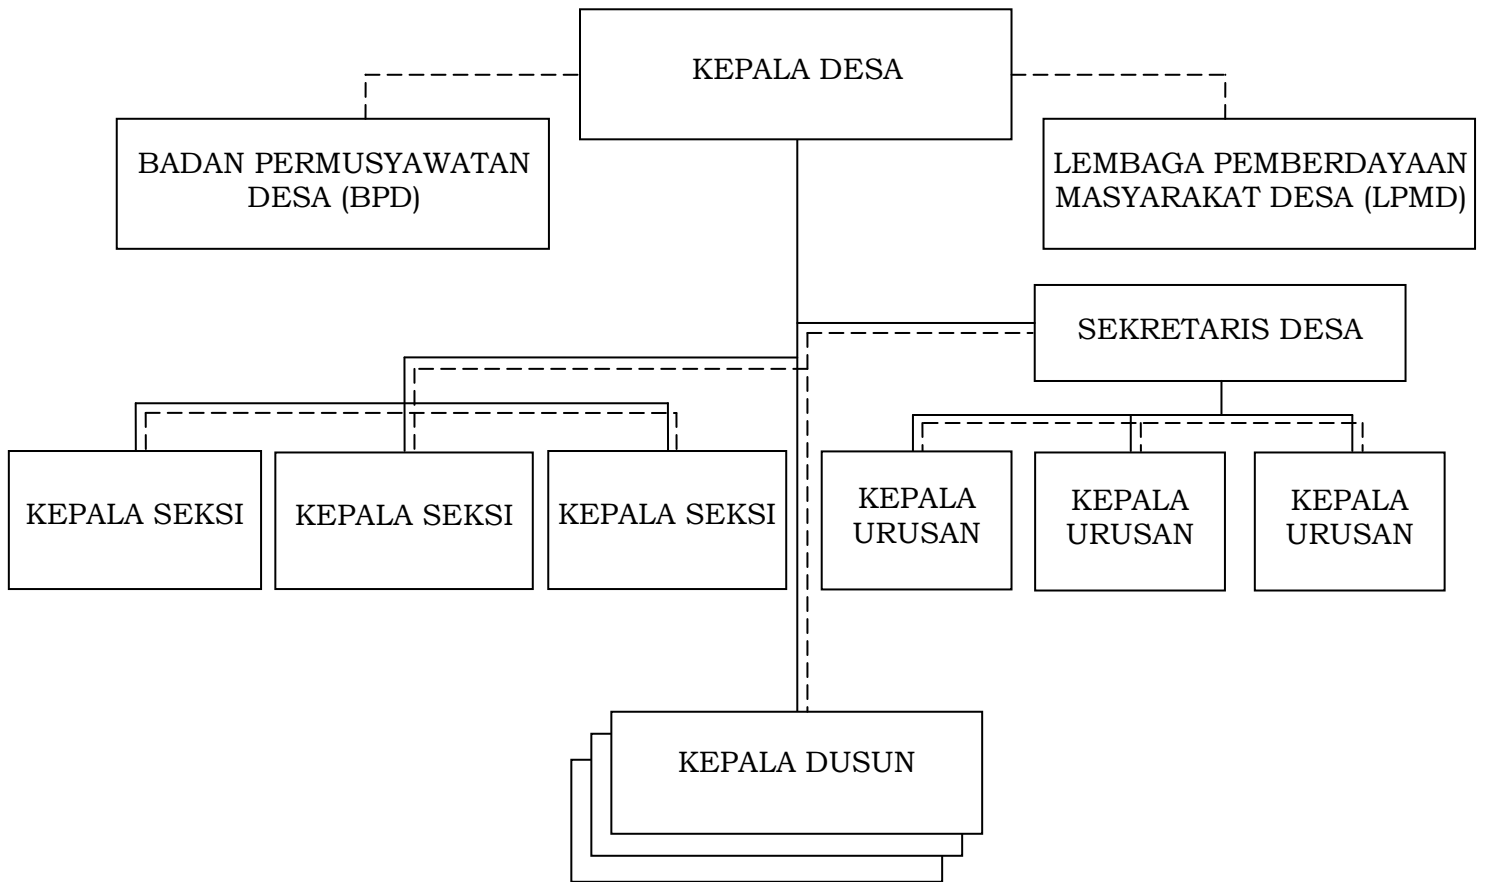 KEPALA DESA
BADAN PERMUSYAWATAN
DESA (BPD)
LEMBAGA PEMBERDAYAAN
MASYARAKAT DESA (LPMD)
SEKRETARIS DESA
KEPALA SEKSI
KEPALA SEKSI
KEPALA SEKSI
KEPALA
URUSAN
KEPALA
URUSAN
KEPALA
URUSAN
KEPALA DUSUN